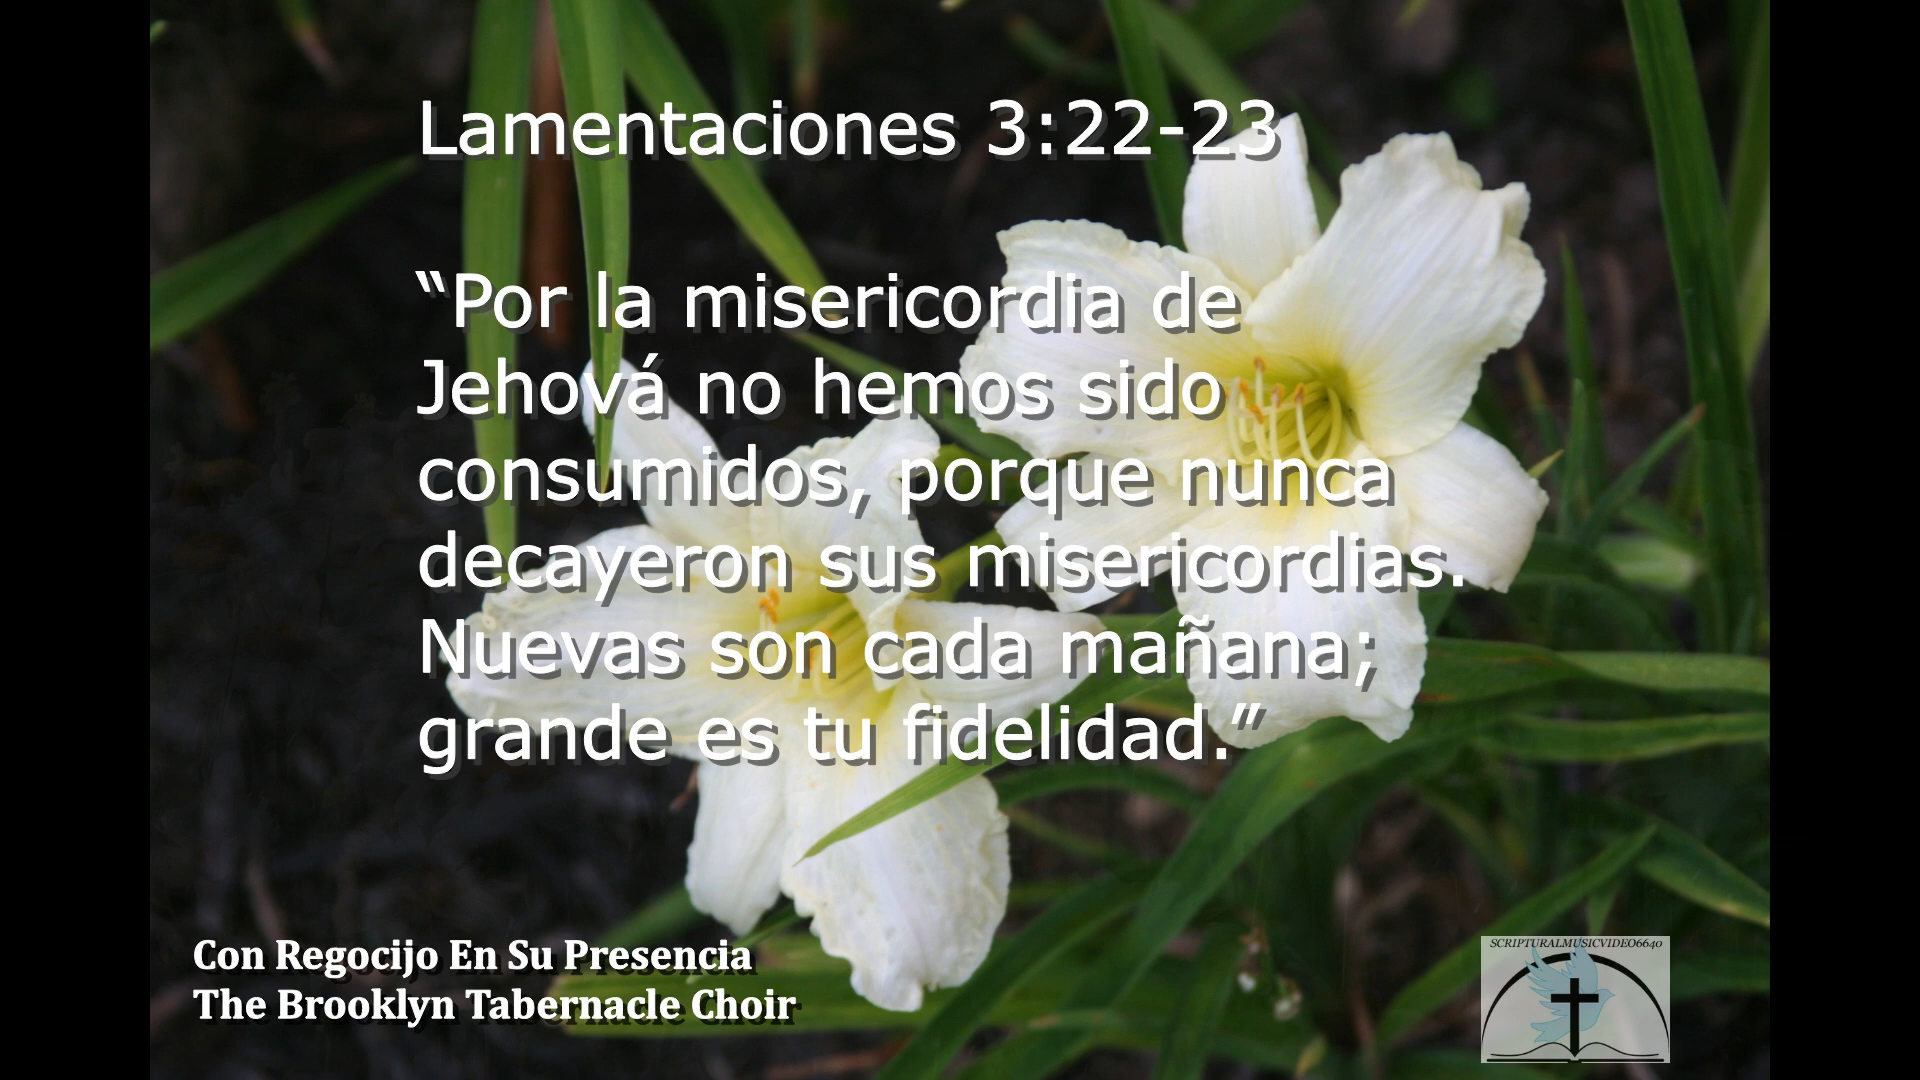 Lamentaciones 3:22-23
“Por la misericordia de
Jehová no hemos sido
consumidos, porque nunca
decayeron sus misericordias.
Nuevas son cada mañana;
grande es tu fidelidad.”
Con Regocijo En Su Presencia
The Brooklyn Tabernacle Choir
SCRIPTURALMUSICVIDEO6640